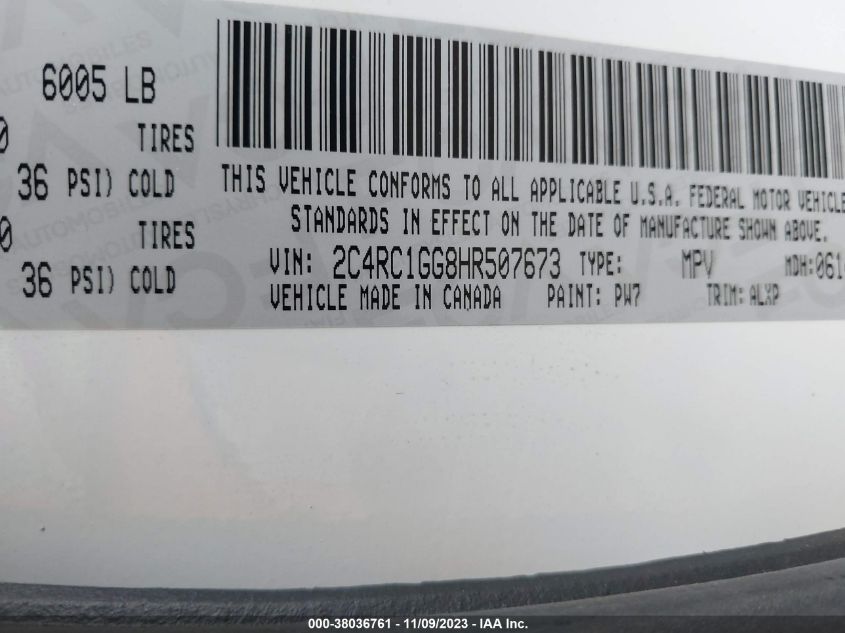 6005 LB
TIRES
36 PSI) COLD
TIRES
36 PSI) COLD
THIS VEHICLE CONFORMS TO ALL APPLICABLE U.S.A. FEDERAL MOTOR VEHICLE
STANDARDS IN EFFECT ON THE DATE OF MANUFACTURE SHOWN ABOVE.
VIN: 2C4RC1GG8HR507673 TYPE: MPV MDH:061
VEHICLE MADE IN CANADA PAINT: PW7 TRIM: ALXP
000-38036761 - 11/09/2023 - IAA Inc.